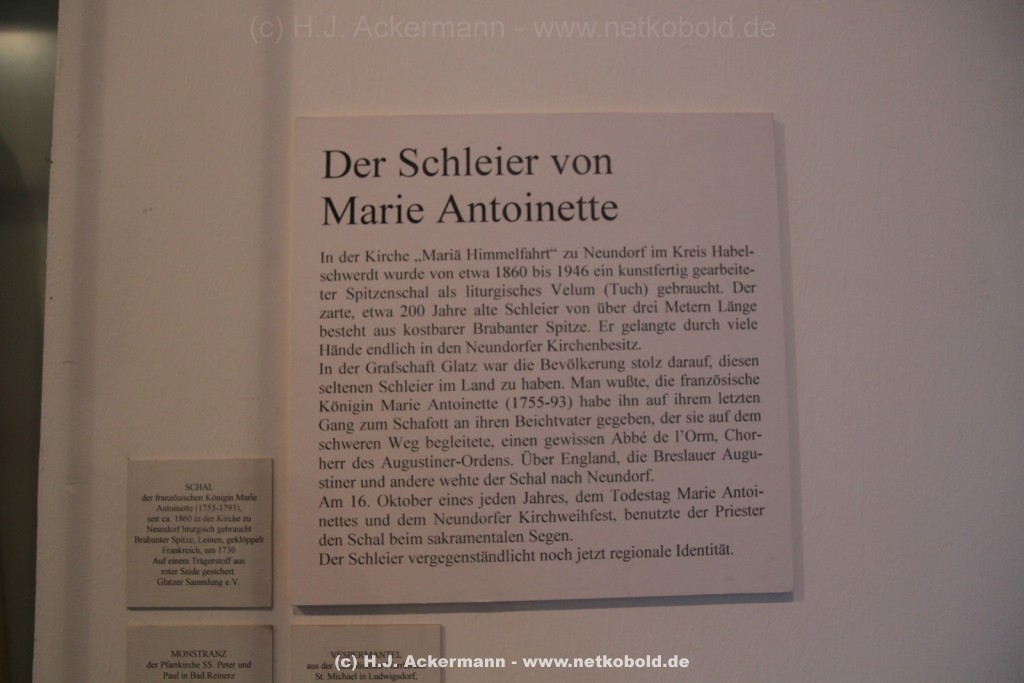 (c) H.J. Ackermann - www.netkobold.de
Der Schleier von
Marie Antoinette
In der Kirche „Mariä Himmelfahrt“ zu Neundorf im Kreis Habel-
schwerdt wurde von etwa 1860 bis 1946 ein kunstfertig gearbeite-
ter Spitzenschal als liturgisches Velum (Tuch) gebraucht. Der
zarte, etwa 200 Jahre alte Schleier von über drei Metern Länge
besteht aus kostbarer Brabanter Spitze. Er gelangte durch viele
Hände endlich in den Neundorfer Kirchenbesitz.
In der Grafschaft Glatz war die Bevölkerung stolz darauf, diesen
seltenen Schleier im Land zu haben. Man wußte, die französische
Königin Marie Antoinette (1755-93) habe ihn auf ihrem letzten
Gang zum Schafott an ihren Beichtvater gegeben, der sie auf dem
schweren Weg begleitete, einen gewissen Abbé de l’Orm, Chor-
herr des Augustiner-Ordens. Über England, die Breslauer Augu-
stiner und andere wehte der Schal nach Neundorf.
Am 16. Oktober eines jeden Jahres, dem Todestag Marie Antoi-
nettes und dem Neundorfer Kirchweihfest, benutzte der Priester
den Schal beim sakramentalen Segen.
Der Schleier vergegenständlicht noch jetzt regionale Identität.
SCHAL
der französischen Königin Marie
Antoinette (1755-1793),
seit ca. 1860 in der Kirche zu
Neundorf liturgisch gebraucht
Brabanter Spitze, Leinen, geklöppelt
Frankreich, um 1730
Auf einem Trägerstoff aus
roter Seide gesichert
Glatzer Sammlung e.V.
MONSTRANZ
der Pfarrkirche SS. Peter und
Paul in Bad Reinerz
VESPERMANTEL
aus der
St. Michael in Ludwigsdorf,
(c) H.J. Ackermann - www.netkobold.de